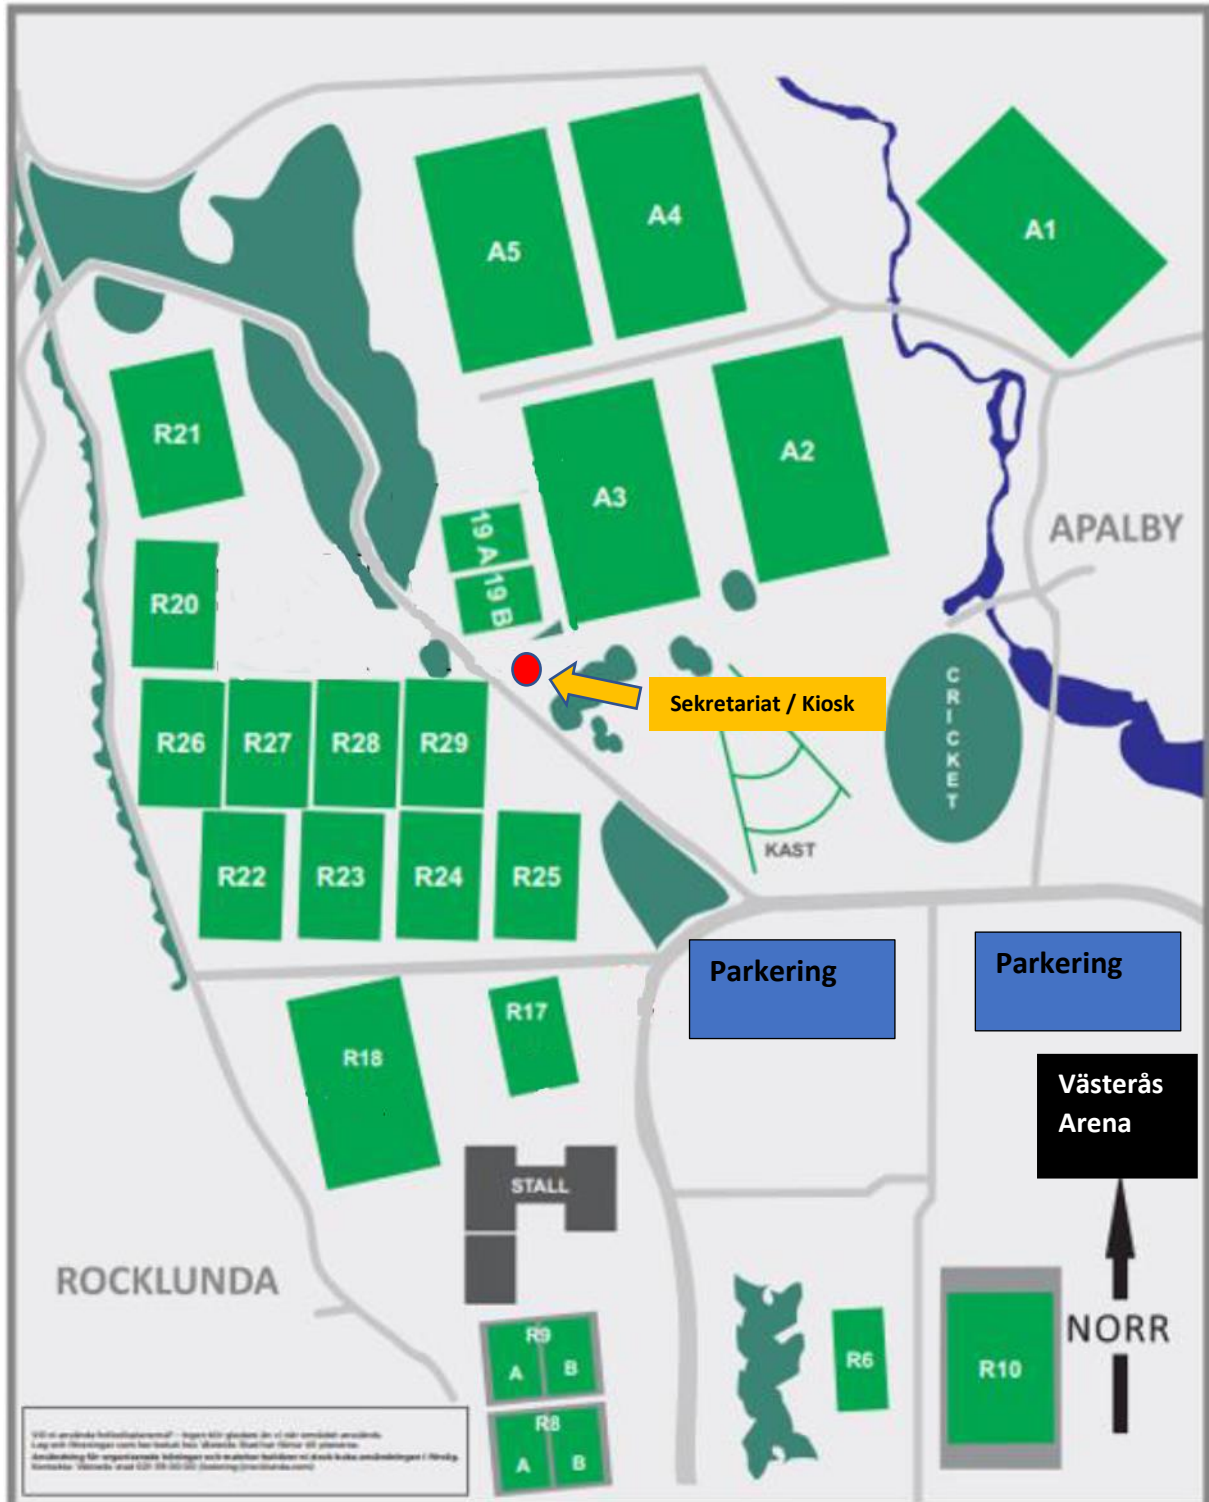 A4
A1
A5
R21
A2
A3
19 A
APALBY
R20
19 B
CRICKET
Sekretariat / Kiosk
R26
R27
R28
R29
KAST
R22
R23
R24
R25
Parkering
Parkering
R17
R18
Västerås
Arena
STALL
ROCKLUNDA
NORR
R9
A
B
R6
R10
R8
A
B